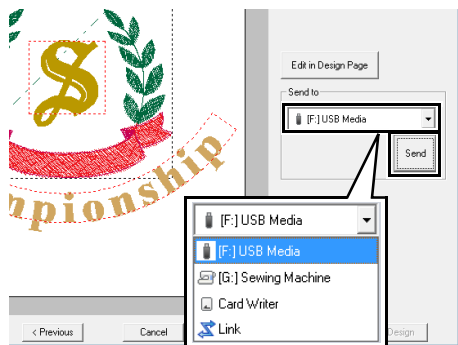 S
mpionship
Edit in Design Page
Send to
[F:] USB Media
Send
[F:] USB Media
[F:] USB Media
[G:] Sewing Machine
Card Writer
Link
< Previous
Cancel
Design